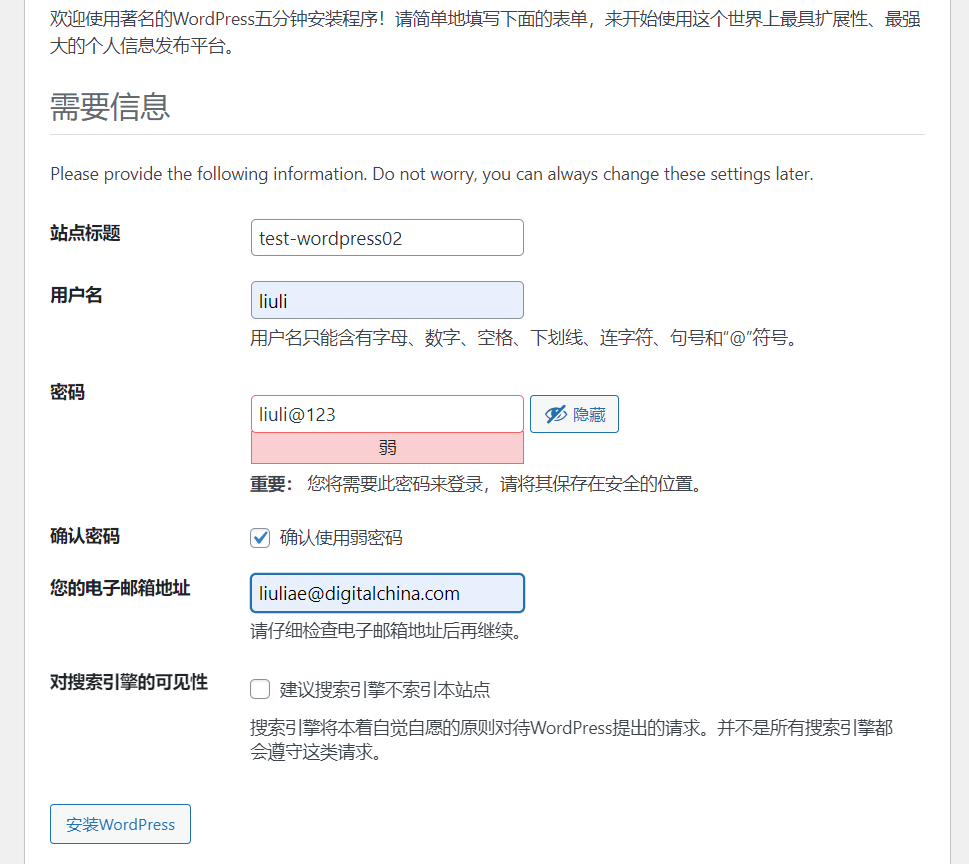 欢迎使用著名的WordPress五分钟安装程序！请简单地填写下面的表单，来开始使用这个世界上最具扩展性、最强
大的个人信息发布平台。
需要信息
Please provide the following information. Do not worry, you can always change these settings later.
站点标题
test-wordpress02
用户名
liuli
用户名只能含有字母、数字、空格、下划线、连字符、句号和“@”符号。
密码
liuli@123
隐藏
弱
重要： 您将需要此密码来登录，请将其保存在安全的位置。
确认密码
确认使用弱密码
您的电子邮箱地址
liuliae@digitalchina.com
请仔细检查电子邮箱地址后再继续。
对搜索引擎的可见性
建议搜索引擎不索引本站点
搜索引擎将本着自觉自愿的原则对待WordPress提出的请求。并不是所有搜索引擎都
会遵守这类请求。
安装WordPress